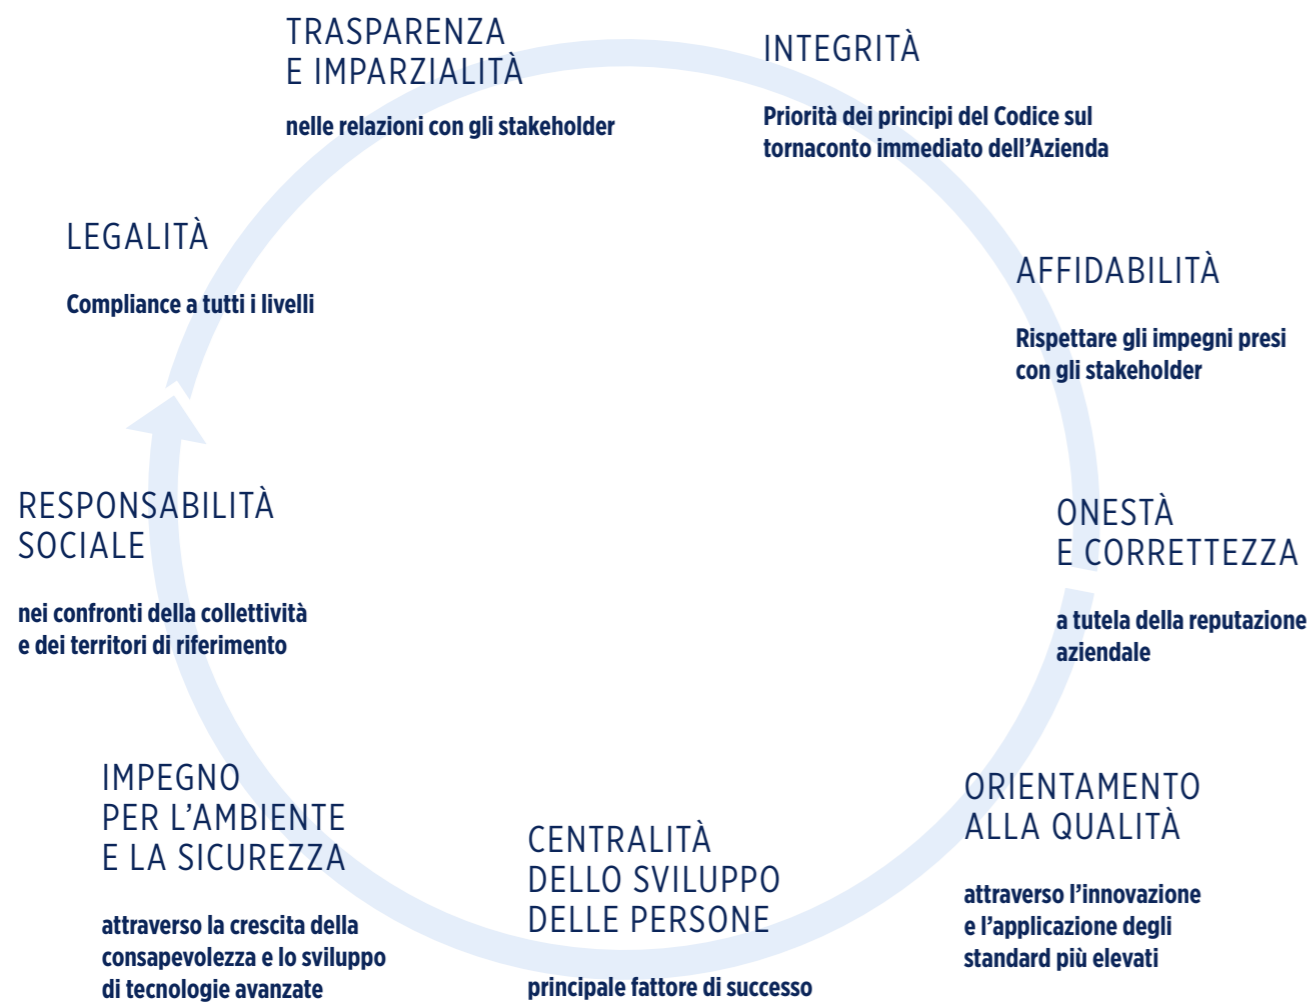 TRASPARENZA
E IMPARZIALITÀ
nelle relazioni con gli stakeholder
INTEGRITÀ
Priorità dei principi del Codice sul
tornaconto immediato dell’Azienda
AFFIDABILITÀ
Rispettare gli impegni presi
con gli stakeholder
ONESTÀ
E CORRETTEZZA
a tutela della reputazione
aziendale
ORIENTAMENTO
ALLA QUALITÀ
attraverso l’innovazione
e l’applicazione degli
standard più elevati
CENTRALITÀ
DELLO SVILUPPO
DELLE PERSONE
principale fattore di successo
IMPEGNO
PER L’AMBIENTE
E LA SICUREZZA
attraverso la crescita della
consapevolezza e lo sviluppo
di tecnologie avanzate
RESPONSABILITÀ
SOCIALE
nei confronti della collettività
e dei territori di riferimento
LEGALITÀ
Compliance a tutti i livelli